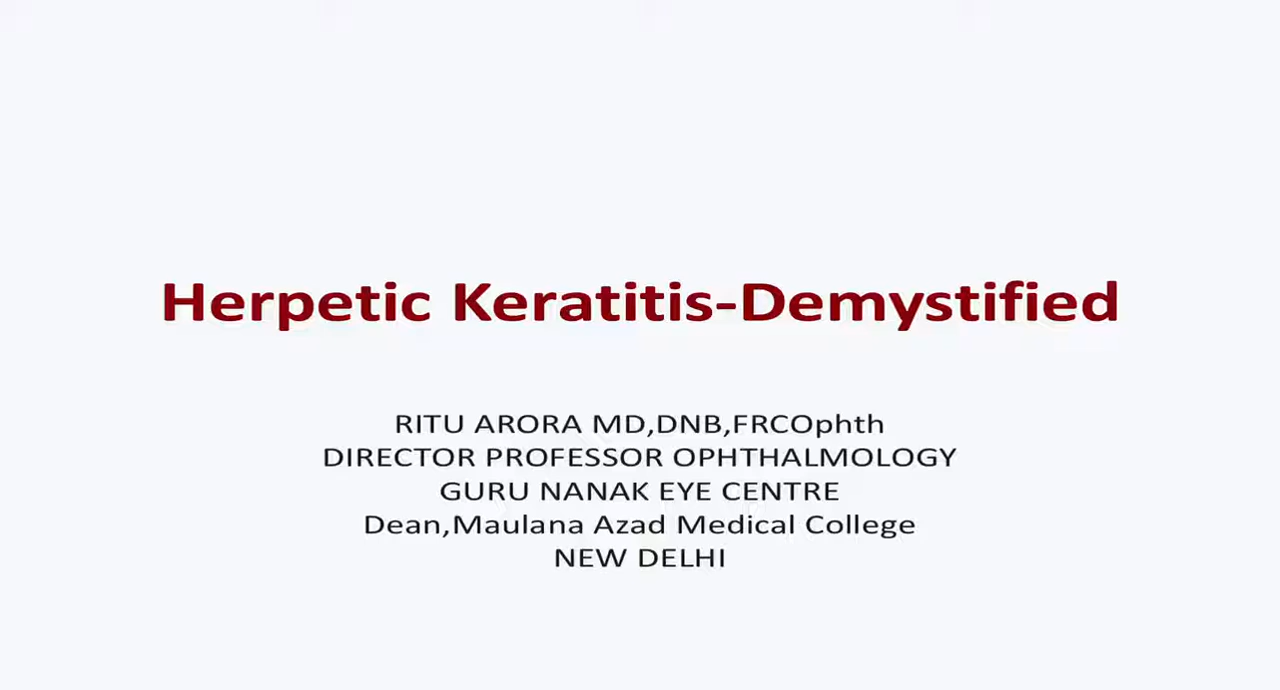 Herpetic Keratitis-Demystified
RITU ARORA MD,DNB,FRCOphth
DIRECTOR PROFESSOR OPHTHALMOLOGY
GURU NANAK EYE CENTRE
Dean,Maulana Azad Medical College
NEW DELHI